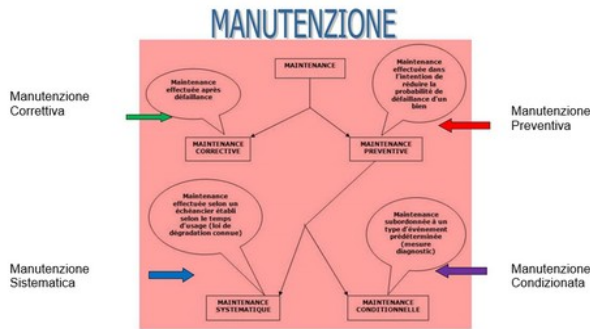 MANUTENZIONE
MAINTENANCE
Maintenance
effectuée après
défaillance
Maintenance
effectuée dans
l'intention de
réduire la
probabilité de
défaillance d'un
bien
Manutenzione
Correttiva
Manutenzione
Preventiva
MAINTENANCE
CORRECTIVE
MAINTENANCE
PREVENTIVE
Maintenance
effectuée selon un
échéancier établi
selon le temps
d'usage (loi de
dégradation connue)
Maintenance
subordonnée à un
type d'événement
prédéterminée
(mesure
diagnostic)
Manutenzione
Sistematica
Manutenzione
Condizionata
MAINTENANCE
SYSTEMATIQUE
MAINTENANCE
CONDITIONNELLE